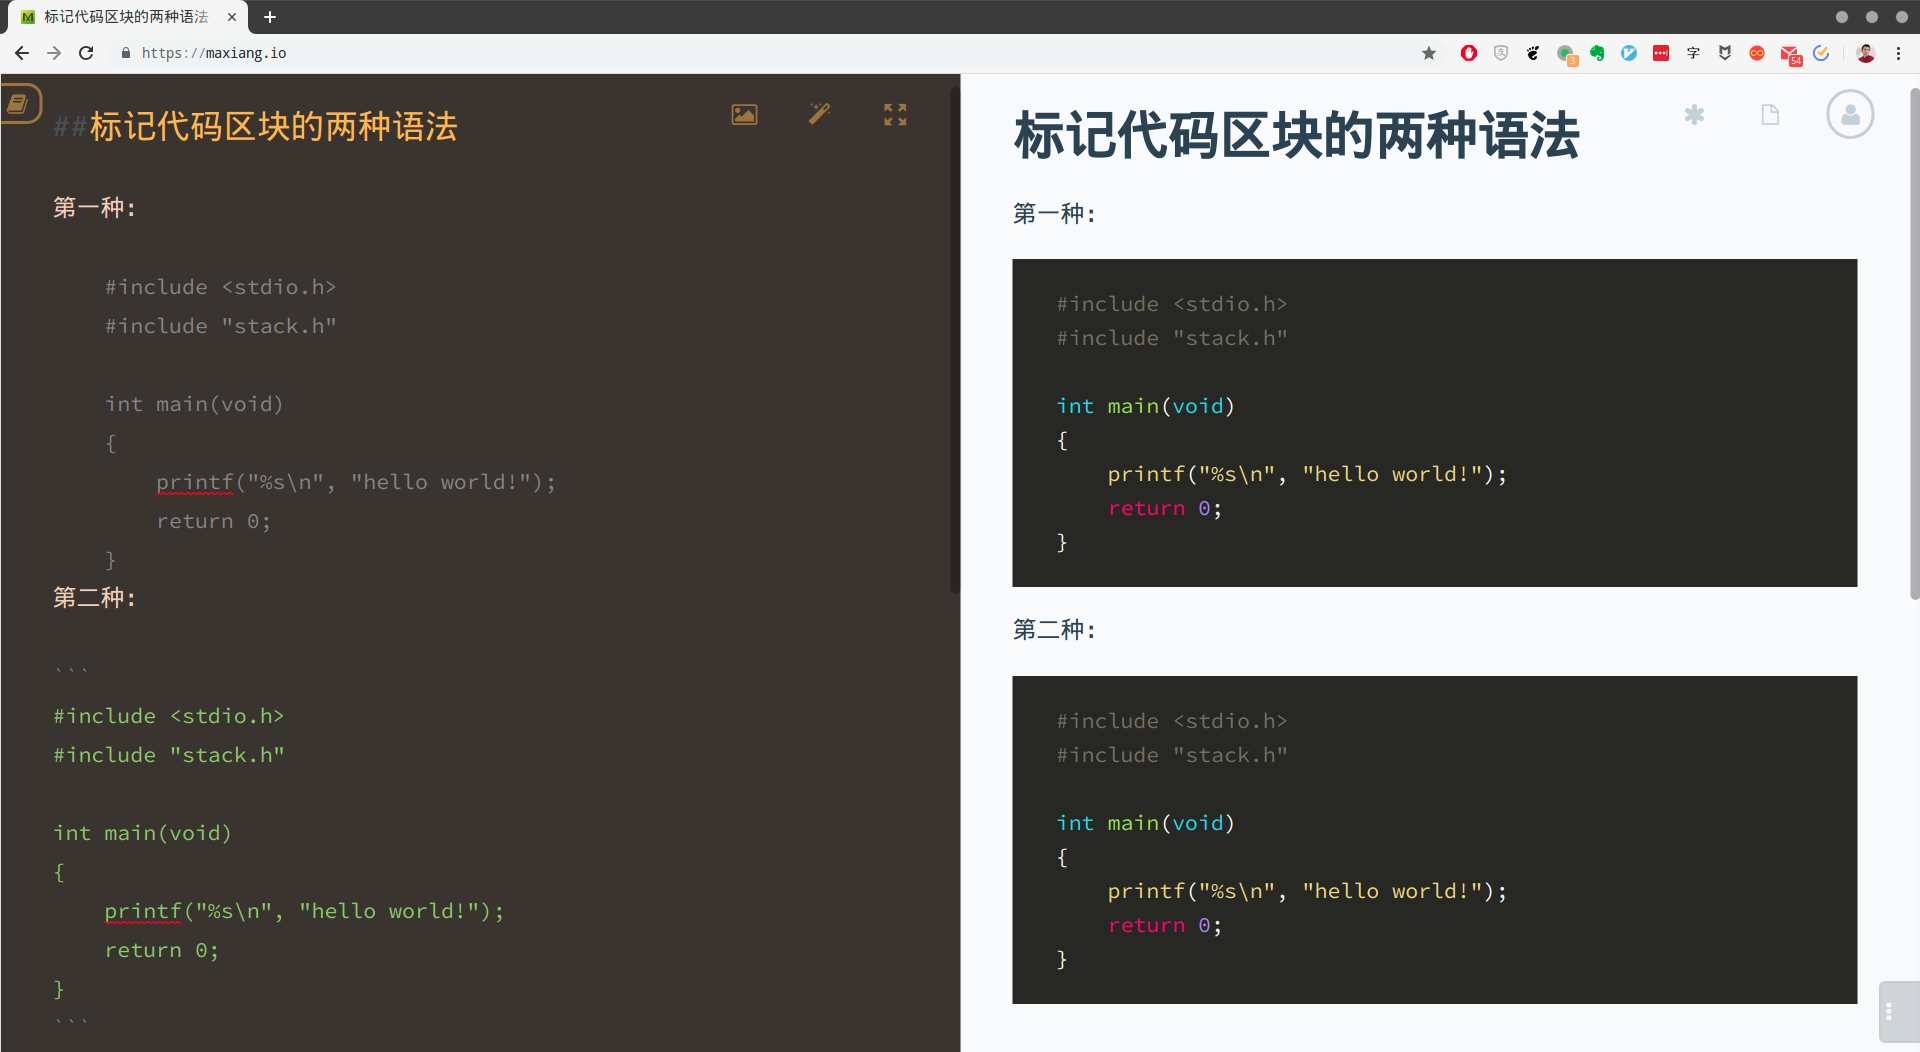 标记代码区块的两种语法
https://maxiang.io
3
字
54
##标记代码区块的两种语法
第一种:
#include <stdio.h>
#include "stack.h"
int main(void)
{
    printf("%s\n", "hello world!");
    return 0;
}
第二种:
```
#include <stdio.h>
#include "stack.h"
int main(void)
{
    printf("%s\n", "hello world!");
    return 0;
}
```
标记代码区块的两种语法
第一种:
#include <stdio.h>
#include "stack.h"
int main(void)
{
    printf("%s\n", "hello world!");
    return 0;
}
第二种:
#include <stdio.h>
#include "stack.h"
int main(void)
{
    printf("%s\n", "hello world!");
    return 0;
}